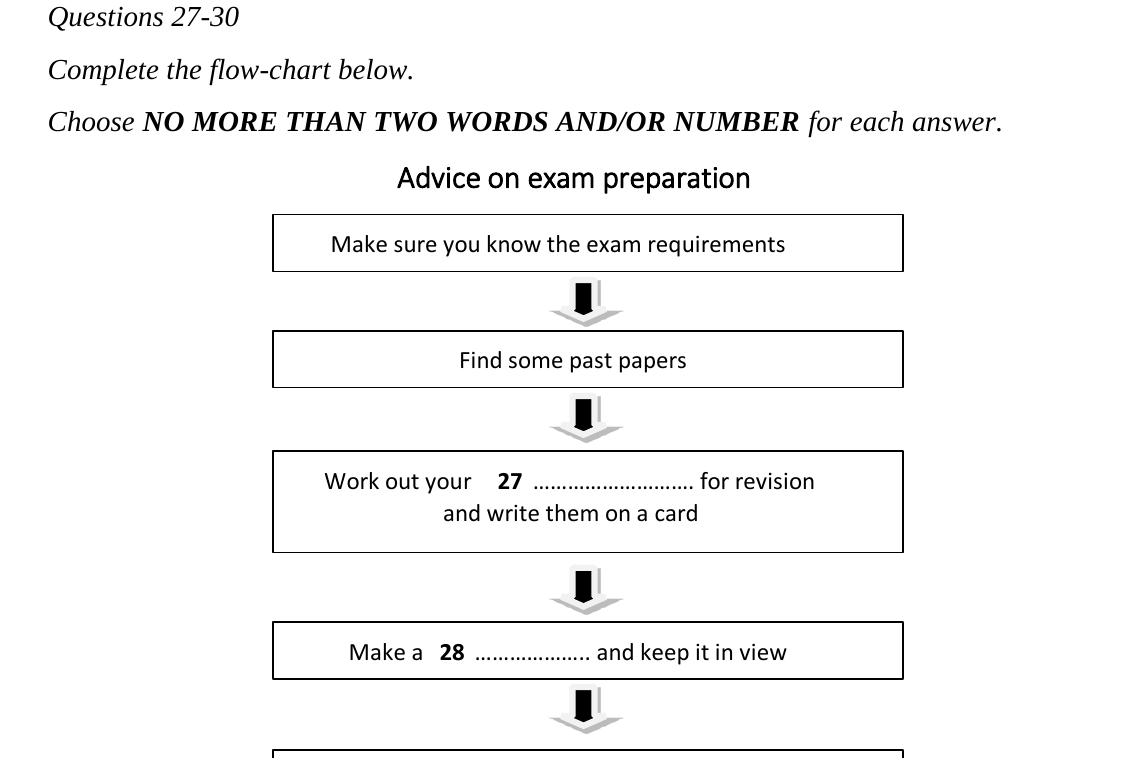 Questions 27-30
Complete the flow-chart below.
Choose NO MORE THAN TWO WORDS AND/OR NUMBER for each answer.
Advice on exam preparation
Make sure you know the exam requirements
Find some past papers
Work out your 27 ............................ for revision
and write them on a card
Make a 28 .................... and keep it in view